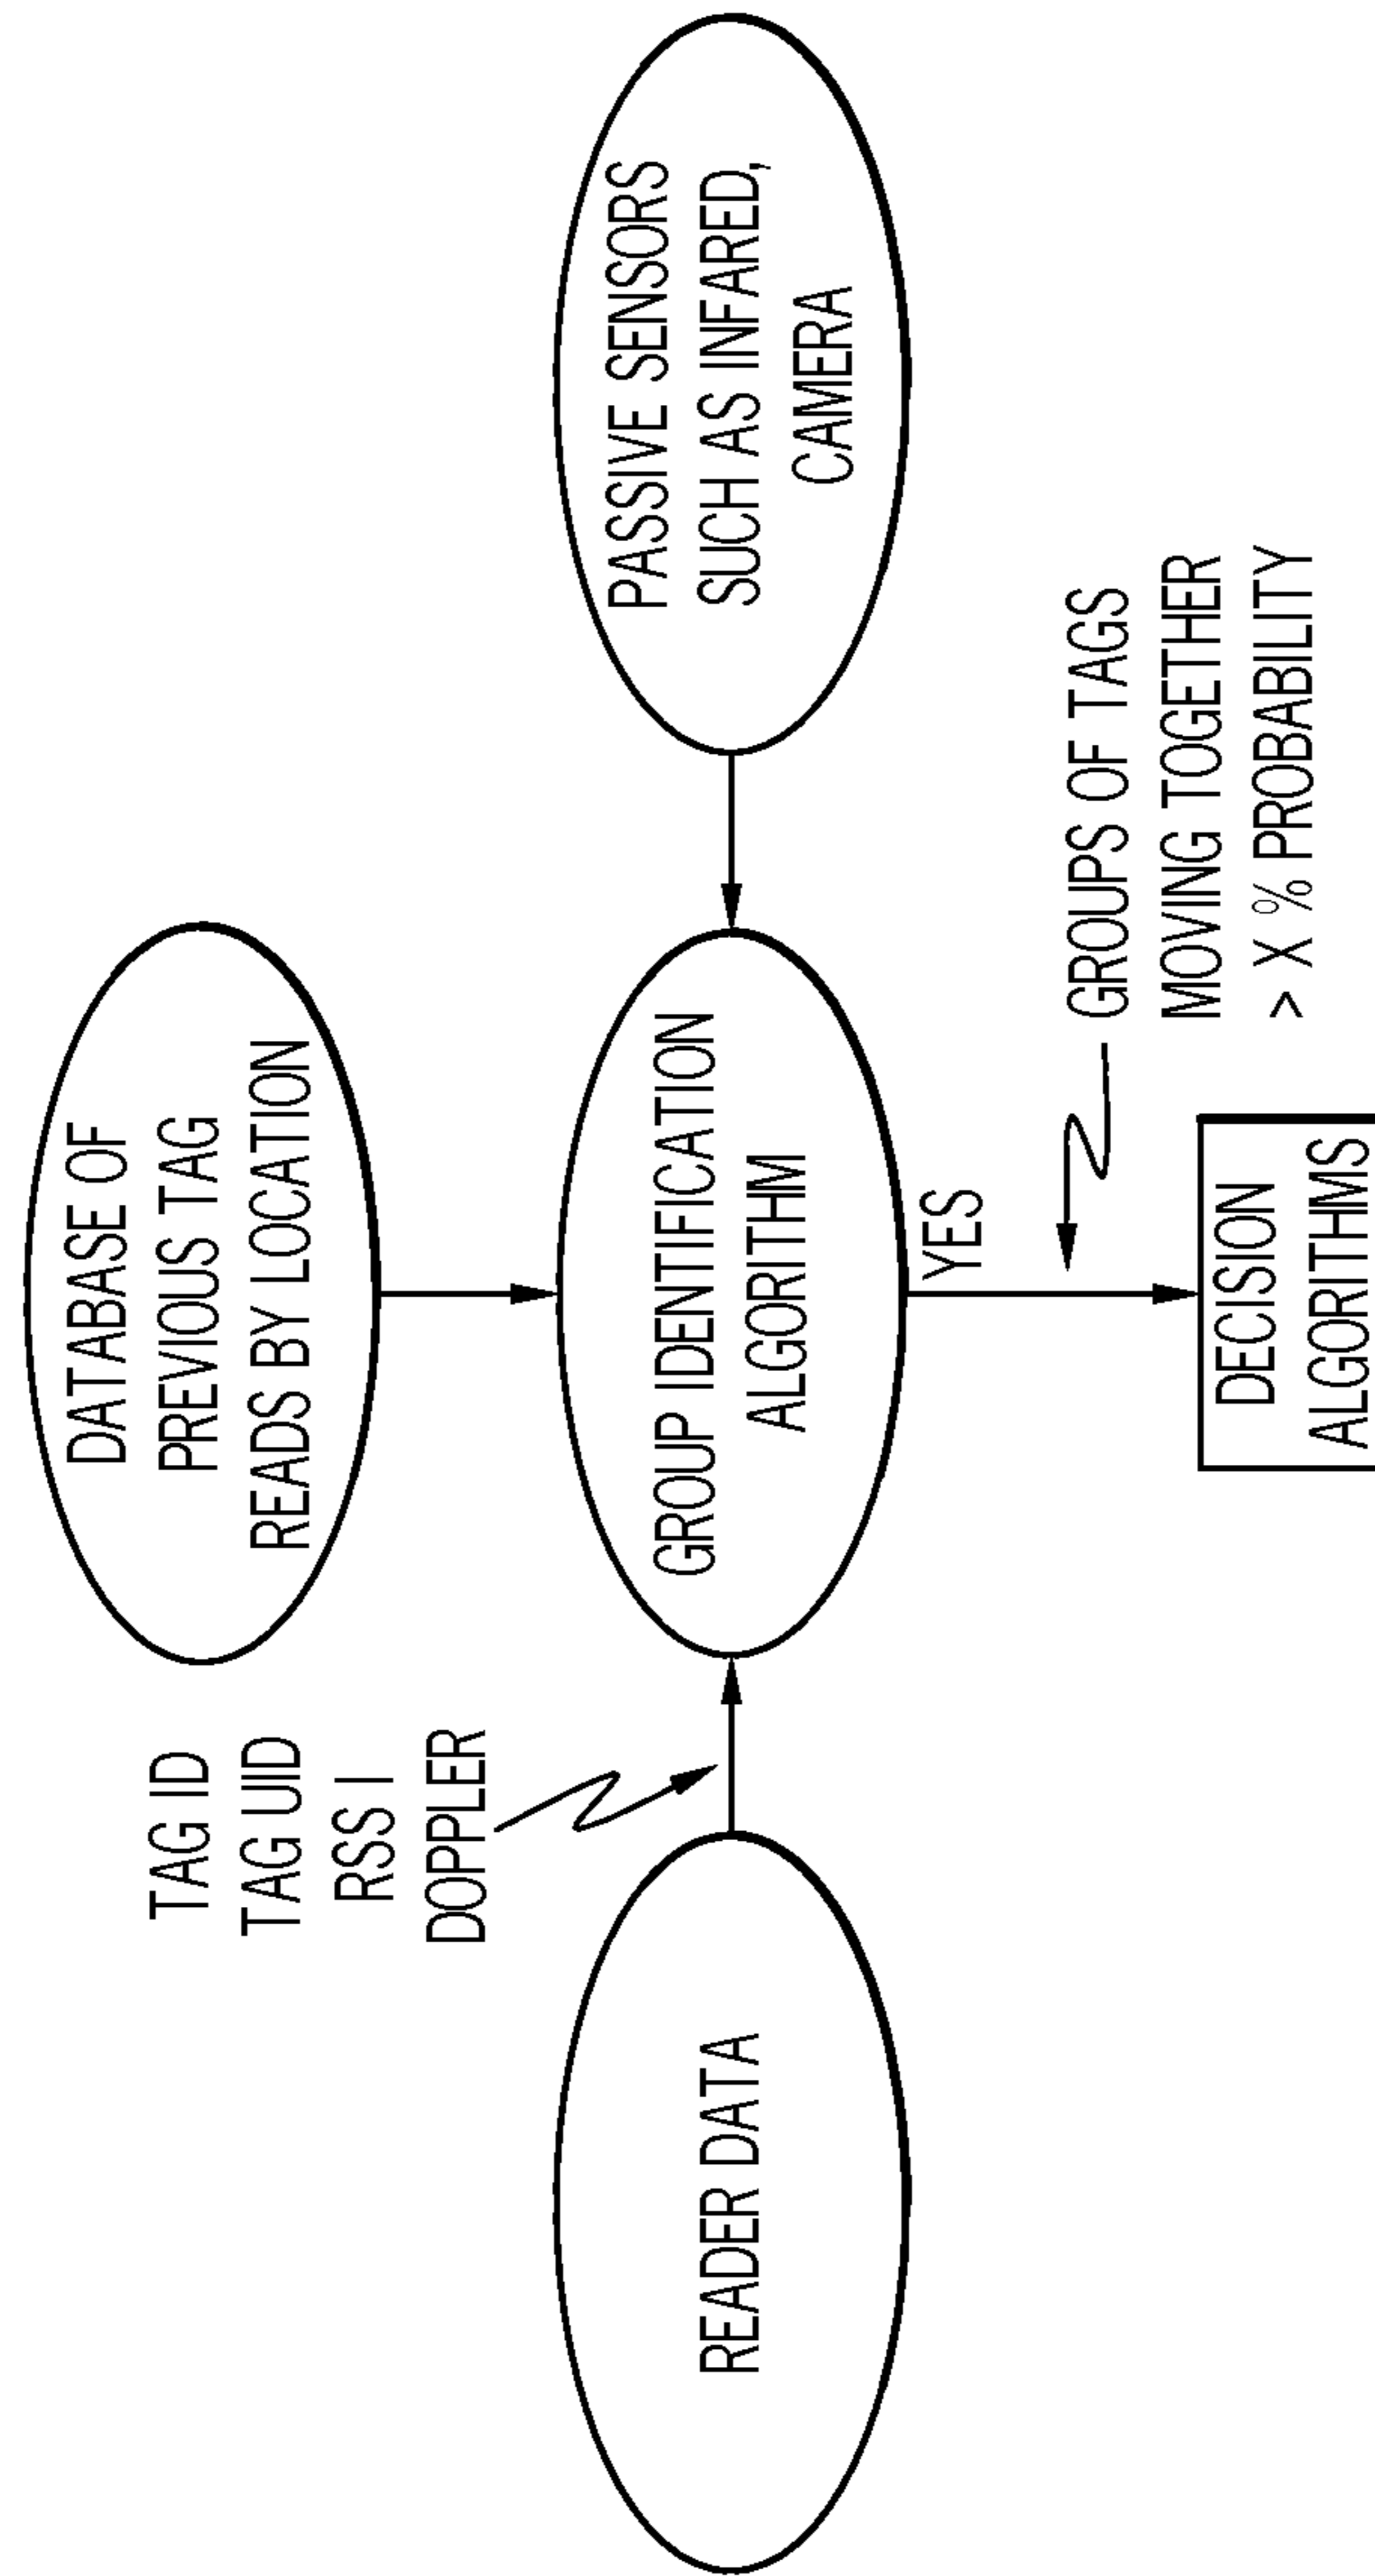 DATABASE OF
PREVIOUS TAG
READS BY LOCATION
TAG ID
TAG UID
RSS I
DOPPLER
READER DATA
GROUP IDENTIFICATION
ALGORITHM
PASSIVE SENSORS
SUCH AS INFARED,
CAMERA
YES
GROUPS OF TAGS
MOVING TOGETHER
> X % PROBABILITY
DECISION
ALGORITHMS